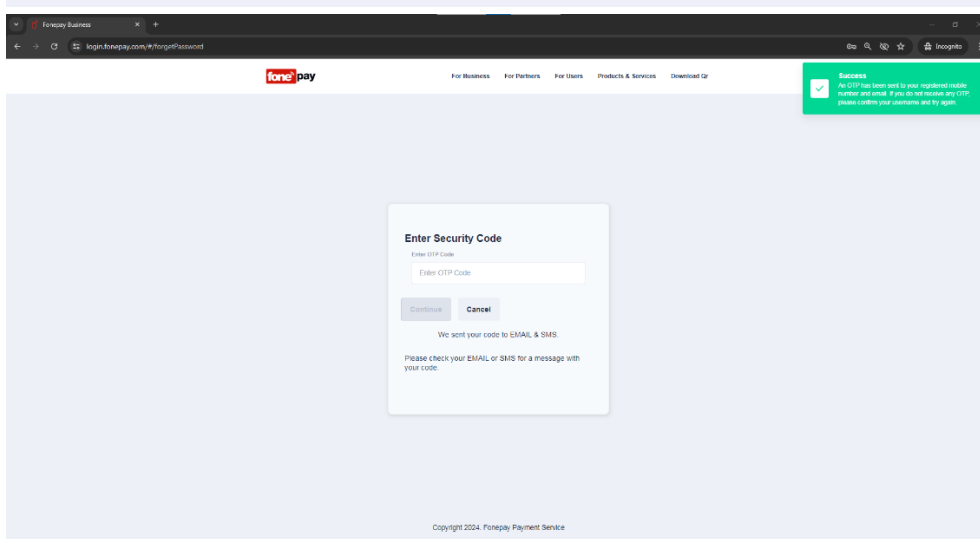 Fonepay Business
login.fonepay.com/#/forgetPassword
Incognito
fonepay
For Business For Partners For Users Products & Services Download Qr
Success
An OTP has been sent to your registered mobile
number and email. If you do not receive any OTP,
please confirm your username and try again.
Enter Security Code
Enter OTP Code
Enter OTP Code
Continue Cancel
We sent your code to EMAIL & SMS.
Please check your EMAIL or SMS for a message with
your code.
Copyright 2024. Fonepay Payment Service